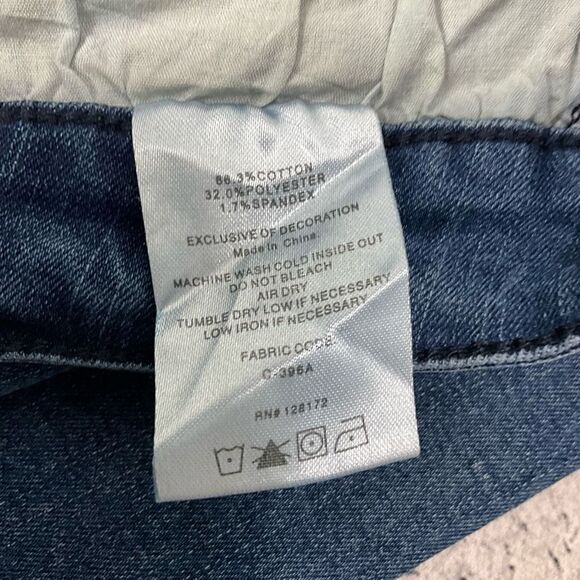 66.3%COTTON
32.0%POLYESTER
1.7%SPANDEX
EXCLUSIVE OF DECORATION
Made in China.
MACHINE WASH COLD INSIDE OUT
DO NOT BLEACH
AIR DRY
TUMBLE DRY LOW IF NECESSARY
LOW IRON IF NECESSARY
FABRIC CODE:
C-396A
RN# 128172